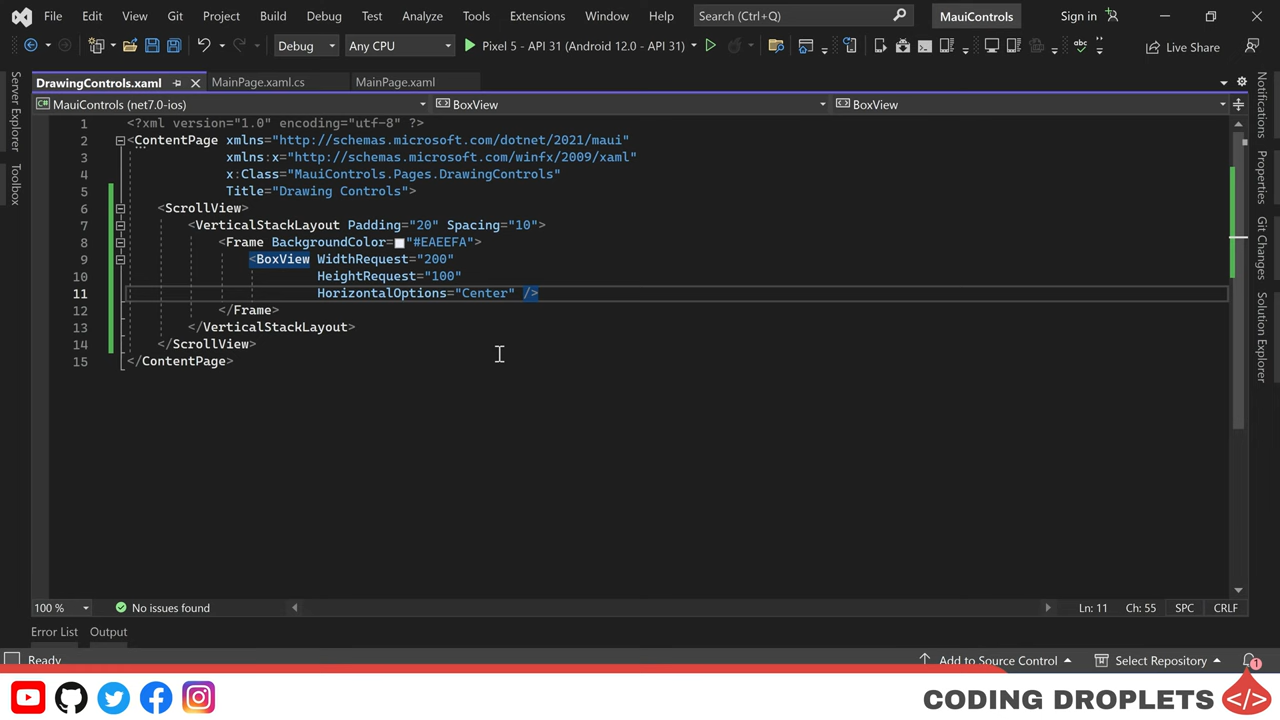 File Edit View Git Project Build Debug Test Analyze Tools Extensions Window Help Search (Ctrl+Q) MauiControls Sign in
Debug Any CPU Pixel 5 - API 31 (Android 12.0 - API 31) Live Share
DrawingControls.xaml MainPage.xaml.cs MainPage.xaml
MauiControls (net7.0-ios) BoxView BoxView
1 <?xml version="1.0" encoding="utf-8" ?>
2 <ContentPage xmlns="http://schemas.microsoft.com/dotnet/2021/maui"
3 xmlns:x="http://schemas.microsoft.com/winfx/2009/xaml"
4 x:Class="MauiControls.Pages.DrawingControls"
5 Title="Drawing Controls">
6 <ScrollView>
7 <VerticalStackLayout Padding="20" Spacing="10">
8 <Frame BackgroundColor="#EAEEFA">
9 <BoxView WidthRequest="200"
10 HeightRequest="100"
11 HorizontalOptions="Center" />
12 </Frame>
13 </VerticalStackLayout>
14 </ScrollView>
15 </ContentPage>
Server Explorer
Toolbox
Notifications
Properties
Git Changes
Solution Explorer
100 % No issues found Ln: 11 Ch: 55 SPC CRLF
Error List Output
Ready Add to Source Control Select Repository 1
CODING DROPLETS </>